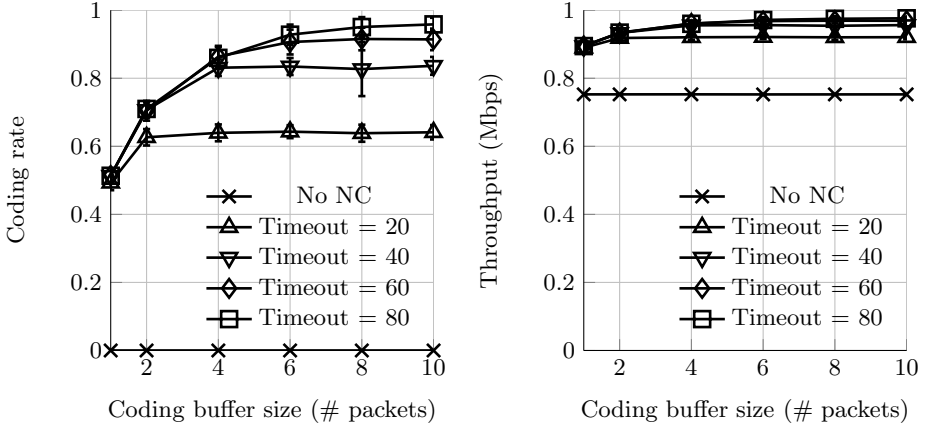 1
0.8
0.6
0.4
0.2
0
2
4
6
8
10
Coding rate
Coding buffer size (# packets)
No NC
Timeout = 20
Timeout = 40
Timeout = 60
Timeout = 80
1
0.8
0.6
0.4
0.2
0
2
4
6
8
10
Throughput (Mbps)
Coding buffer size (# packets)
No NC
Timeout = 20
Timeout = 40
Timeout = 60
Timeout = 80